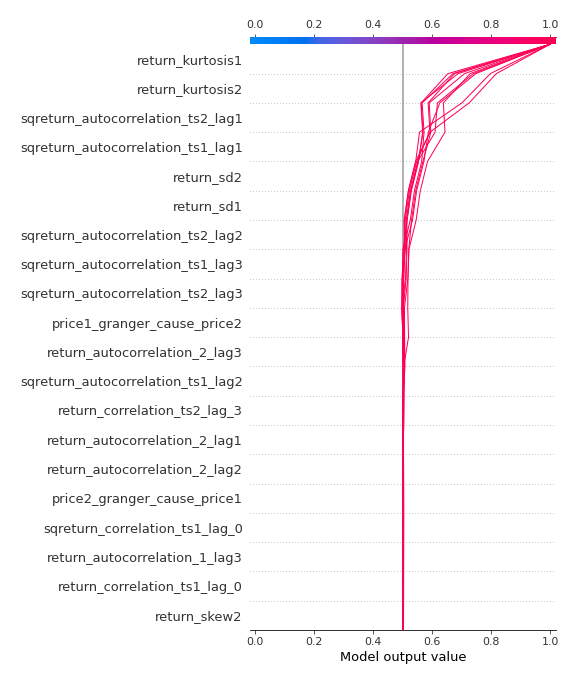 0.0 0.2 0.4 0.6 0.8 1.0
return_kurtosis1
return_kurtosis2
sqreturn_autocorrelation_ts2_lag1
sqreturn_autocorrelation_ts1_lag1
return_sd2
return_sd1
sqreturn_autocorrelation_ts2_lag2
sqreturn_autocorrelation_ts1_lag3
sqreturn_autocorrelation_ts2_lag3
price1_granger_cause_price2
return_autocorrelation_2_lag3
sqreturn_autocorrelation_ts1_lag2
return_correlation_ts2_lag_3
return_autocorrelation_2_lag1
return_autocorrelation_2_lag2
price2_granger_cause_price1
sqreturn_correlation_ts1_lag_0
return_autocorrelation_1_lag3
return_correlation_ts1_lag_0
return_skew2
0.0 0.2 0.4 0.6 0.8 1.0
Model output value